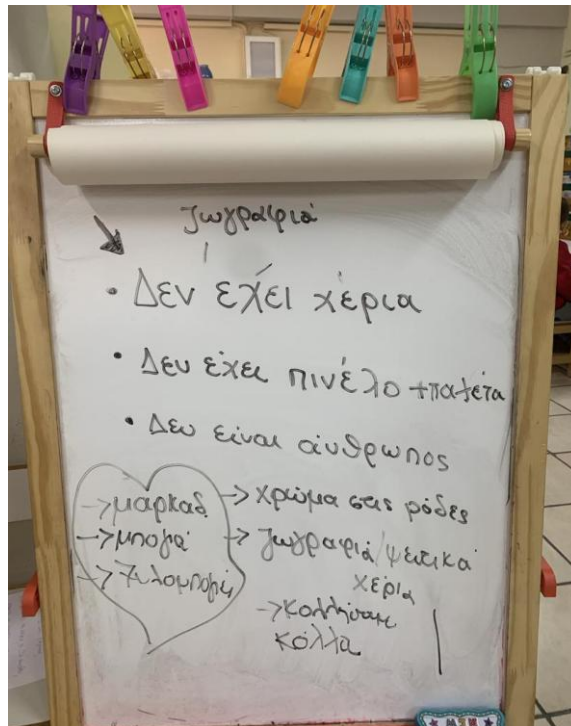 ζωγραφιά
• Δεν έχει χέρια
• Δεν έχει πινέλο + παλέτα
• Δεν είναι άνθρωπος
→ μαρκαδ
→ μπογιά
→ ξυλομπογιά
→ χρώμα στις ρόδες
→ ζωγραφιά/ψεύτικα
χέρια
→ κολλήσαμε
κόλλα